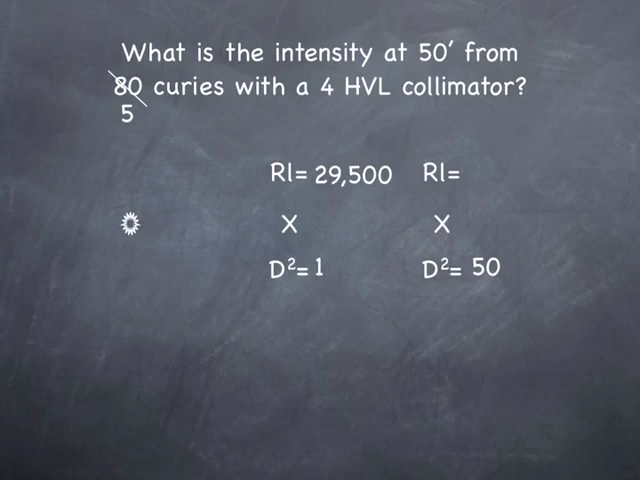 What is the intensity at 50′ from
80 curies with a 4 HVL collimator?
5
RI= 29,500 RI=
X X
D²= 1 D²= 50